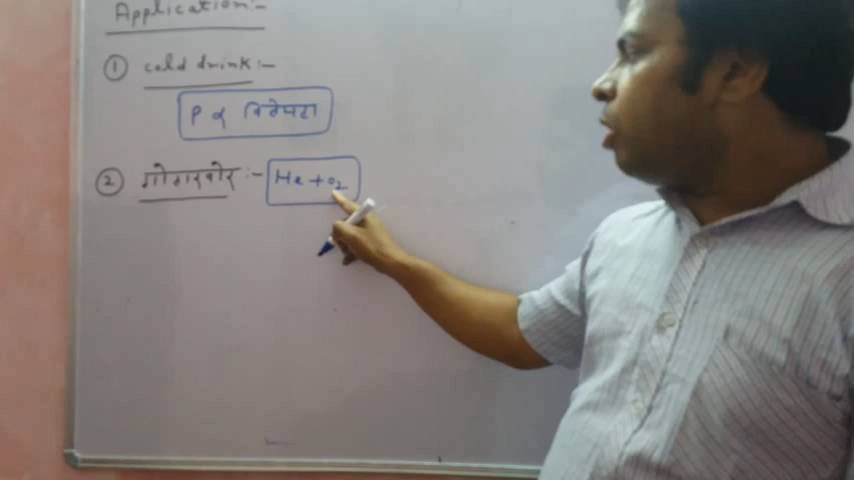 Application:-
① cold drink:-
P α विलेयता
② गोताखोर:- He + O₂